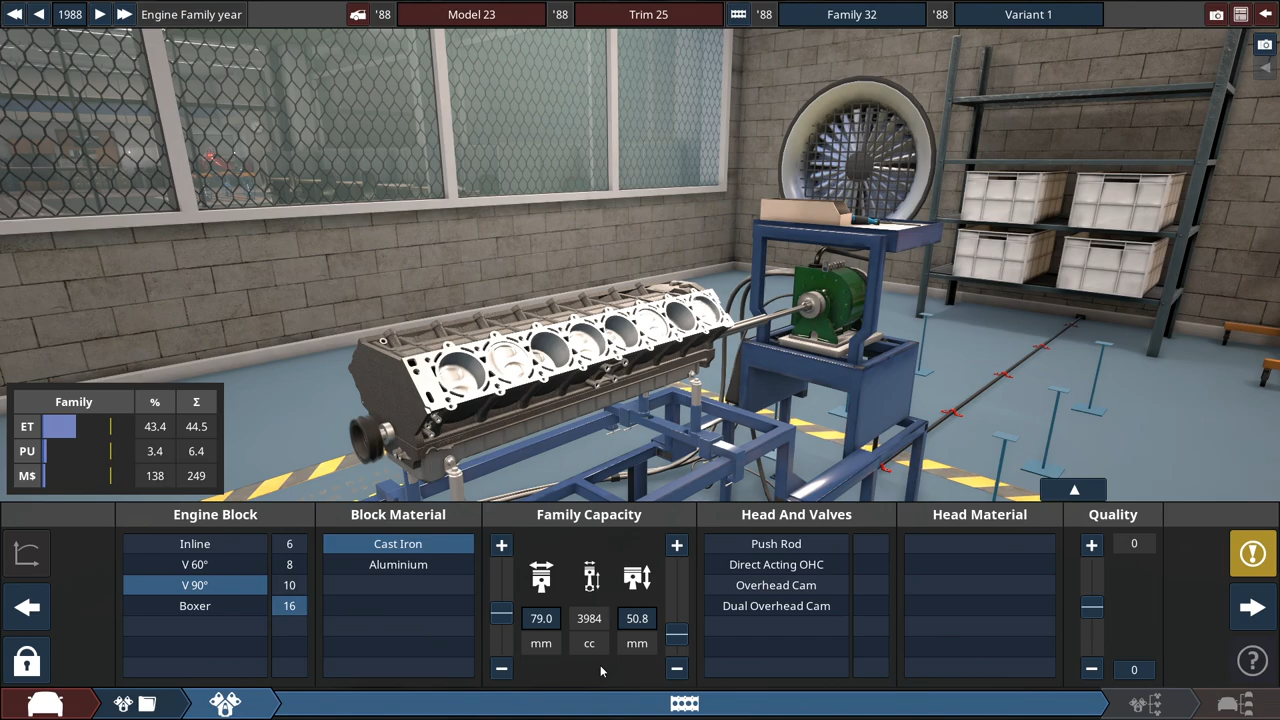 1988 Engine Family year '88 Model 23 '88 Trim 25 '88 Family 32 '88 Variant 1
Family % Σ
ET 43.4 44.5
PU 3.4 6.4
M$ 138 249
Engine Block Block Material Family Capacity Head And Valves Head Material Quality
Inline 6 Cast Iron + + Push Rod + 0
V 60° 8 Aluminium Direct Acting OHC
V 90° 10 Overhead Cam
Boxer 16 79.0 3984 50.8 Dual Overhead Cam
mm cc mm
− − − 0
?